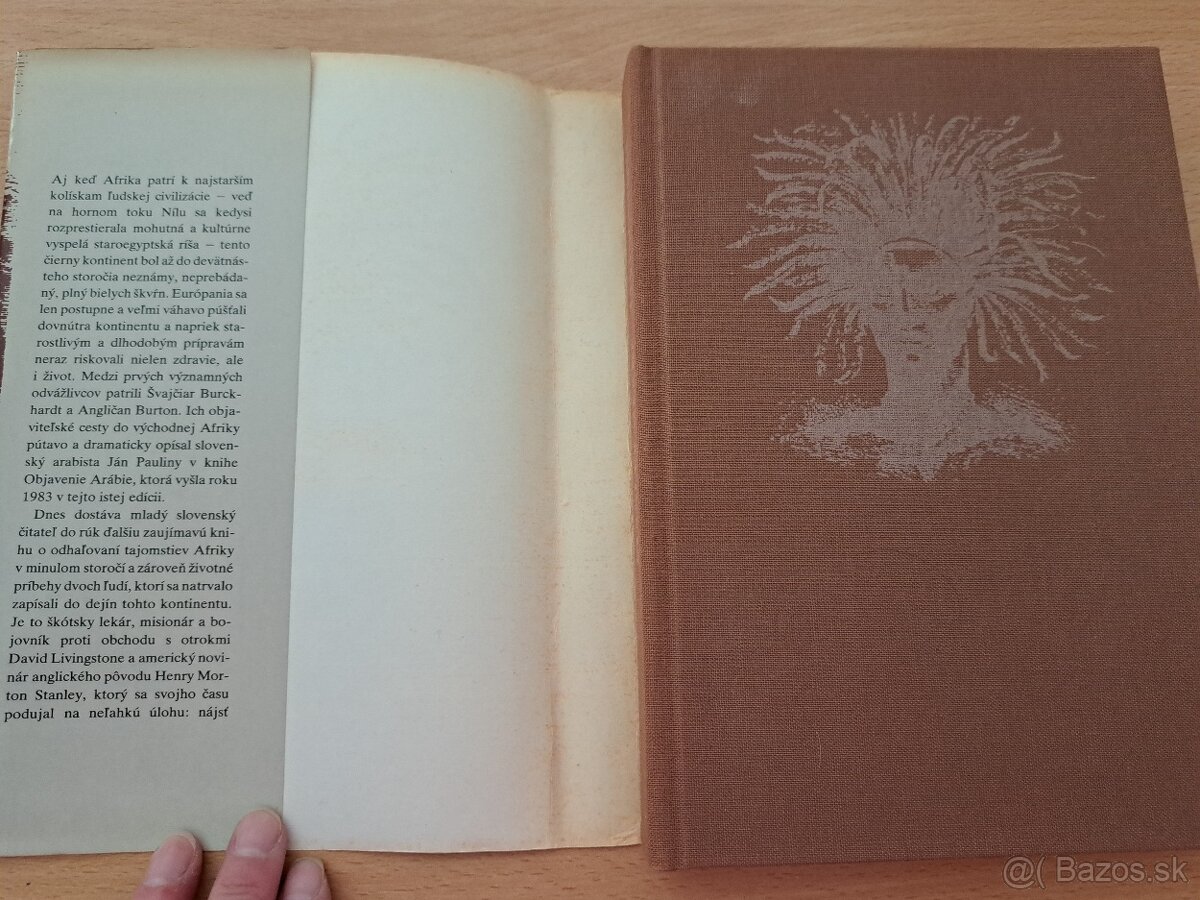 Aj keď Afrika patrí k najstarším
kolískam ľudskej civilizácie – veď
na hornom toku Nílu sa kedysi
rozprestierala mohutná a kultúrne
vyspelá staroegyptská ríša – tento
čierny kontinent bol až do devätnás-
teho storočia neznámy, neprebáda-
ný, plný bielych škvŕn. Európania sa
len postupne a veľmi váhavo púšťali
dovnútra kontinentu a napriek sta-
rostlivým a dlhodobým prípravám
neraz riskovali nielen zdravie, ale
i život. Medzi prvých významných
odvážlivcov patrili Švajčiar Burck-
hardt a Angličan Burton. Ich obja-
viteľské cesty do východnej Afriky
pútavo a dramaticky opísal sloven-
ský arabista Ján Pauliny v knihe
Objavenie Arábie, ktorá vyšla roku
1983 v tejto istej edícii.
Dnes dostáva mladý slovenský
čitateľ do rúk ďalšiu zaujímavú kni-
hu o odhaľovaní tajomstiev Afriky
v minulom storočí a zároveň životné
príbehy dvoch ľudí, ktorí sa natrvalo
zapísali do dejín tohto kontinentu.
Je to škótsky lekár, misionár a bo-
jovník proti obchodu s otrokmi
David Livingstone a americký novi-
nár anglického pôvodu Henry Mor-
ton Stanley, ktorý sa svojho času
podujal na neľahkú úlohu: nájsť
@( Bazos.sk